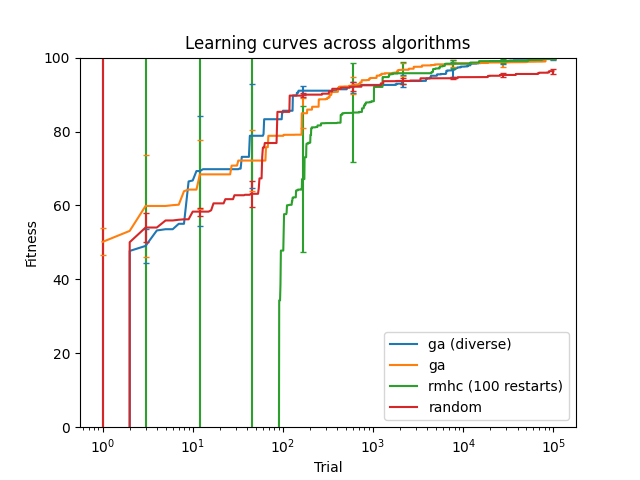 Learning curves across algorithms
Fitness
100
80
60
40
20
0
10^0
10^1
10^2
10^3
10^4
10^5
Trial
ga (diverse)
ga
rmhc (100 restarts)
random